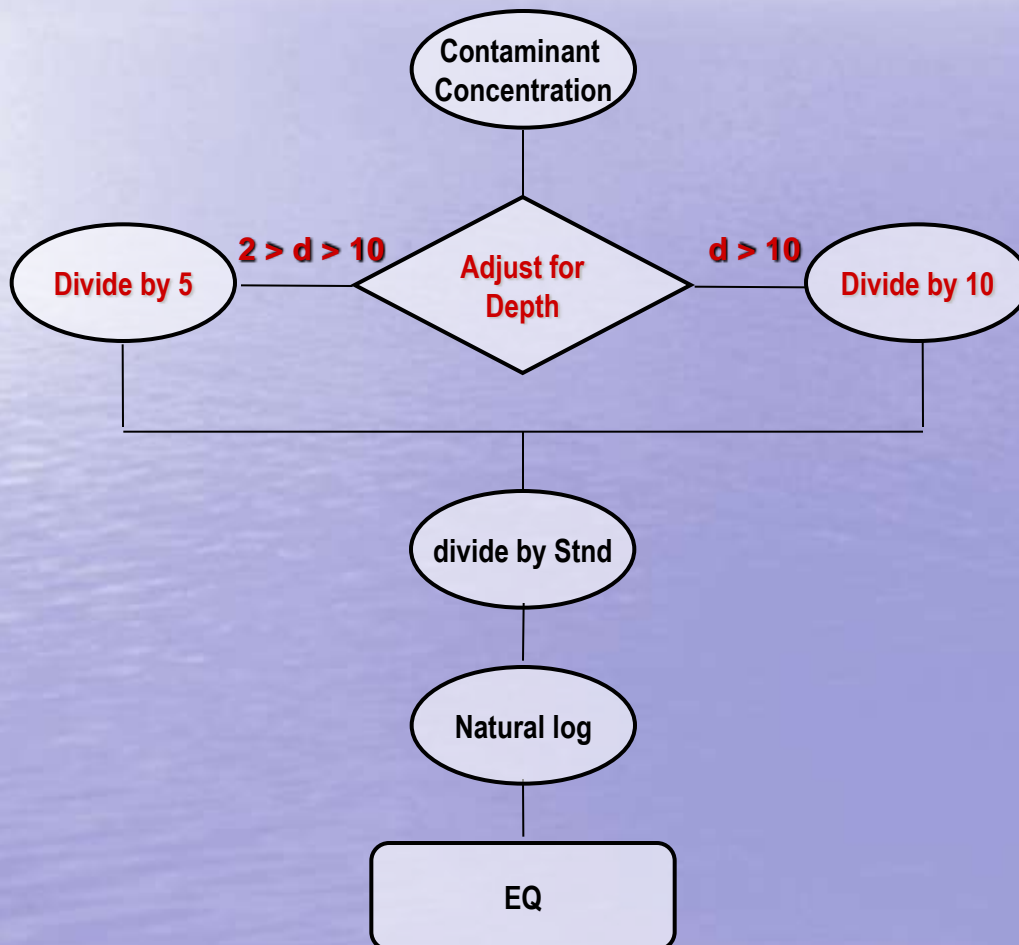 Contaminant
Concentration
2 > d > 10
d > 10
Divide by 5
Adjust for
Depth
Divide by 10
divide by Stnd
Natural log
EQ